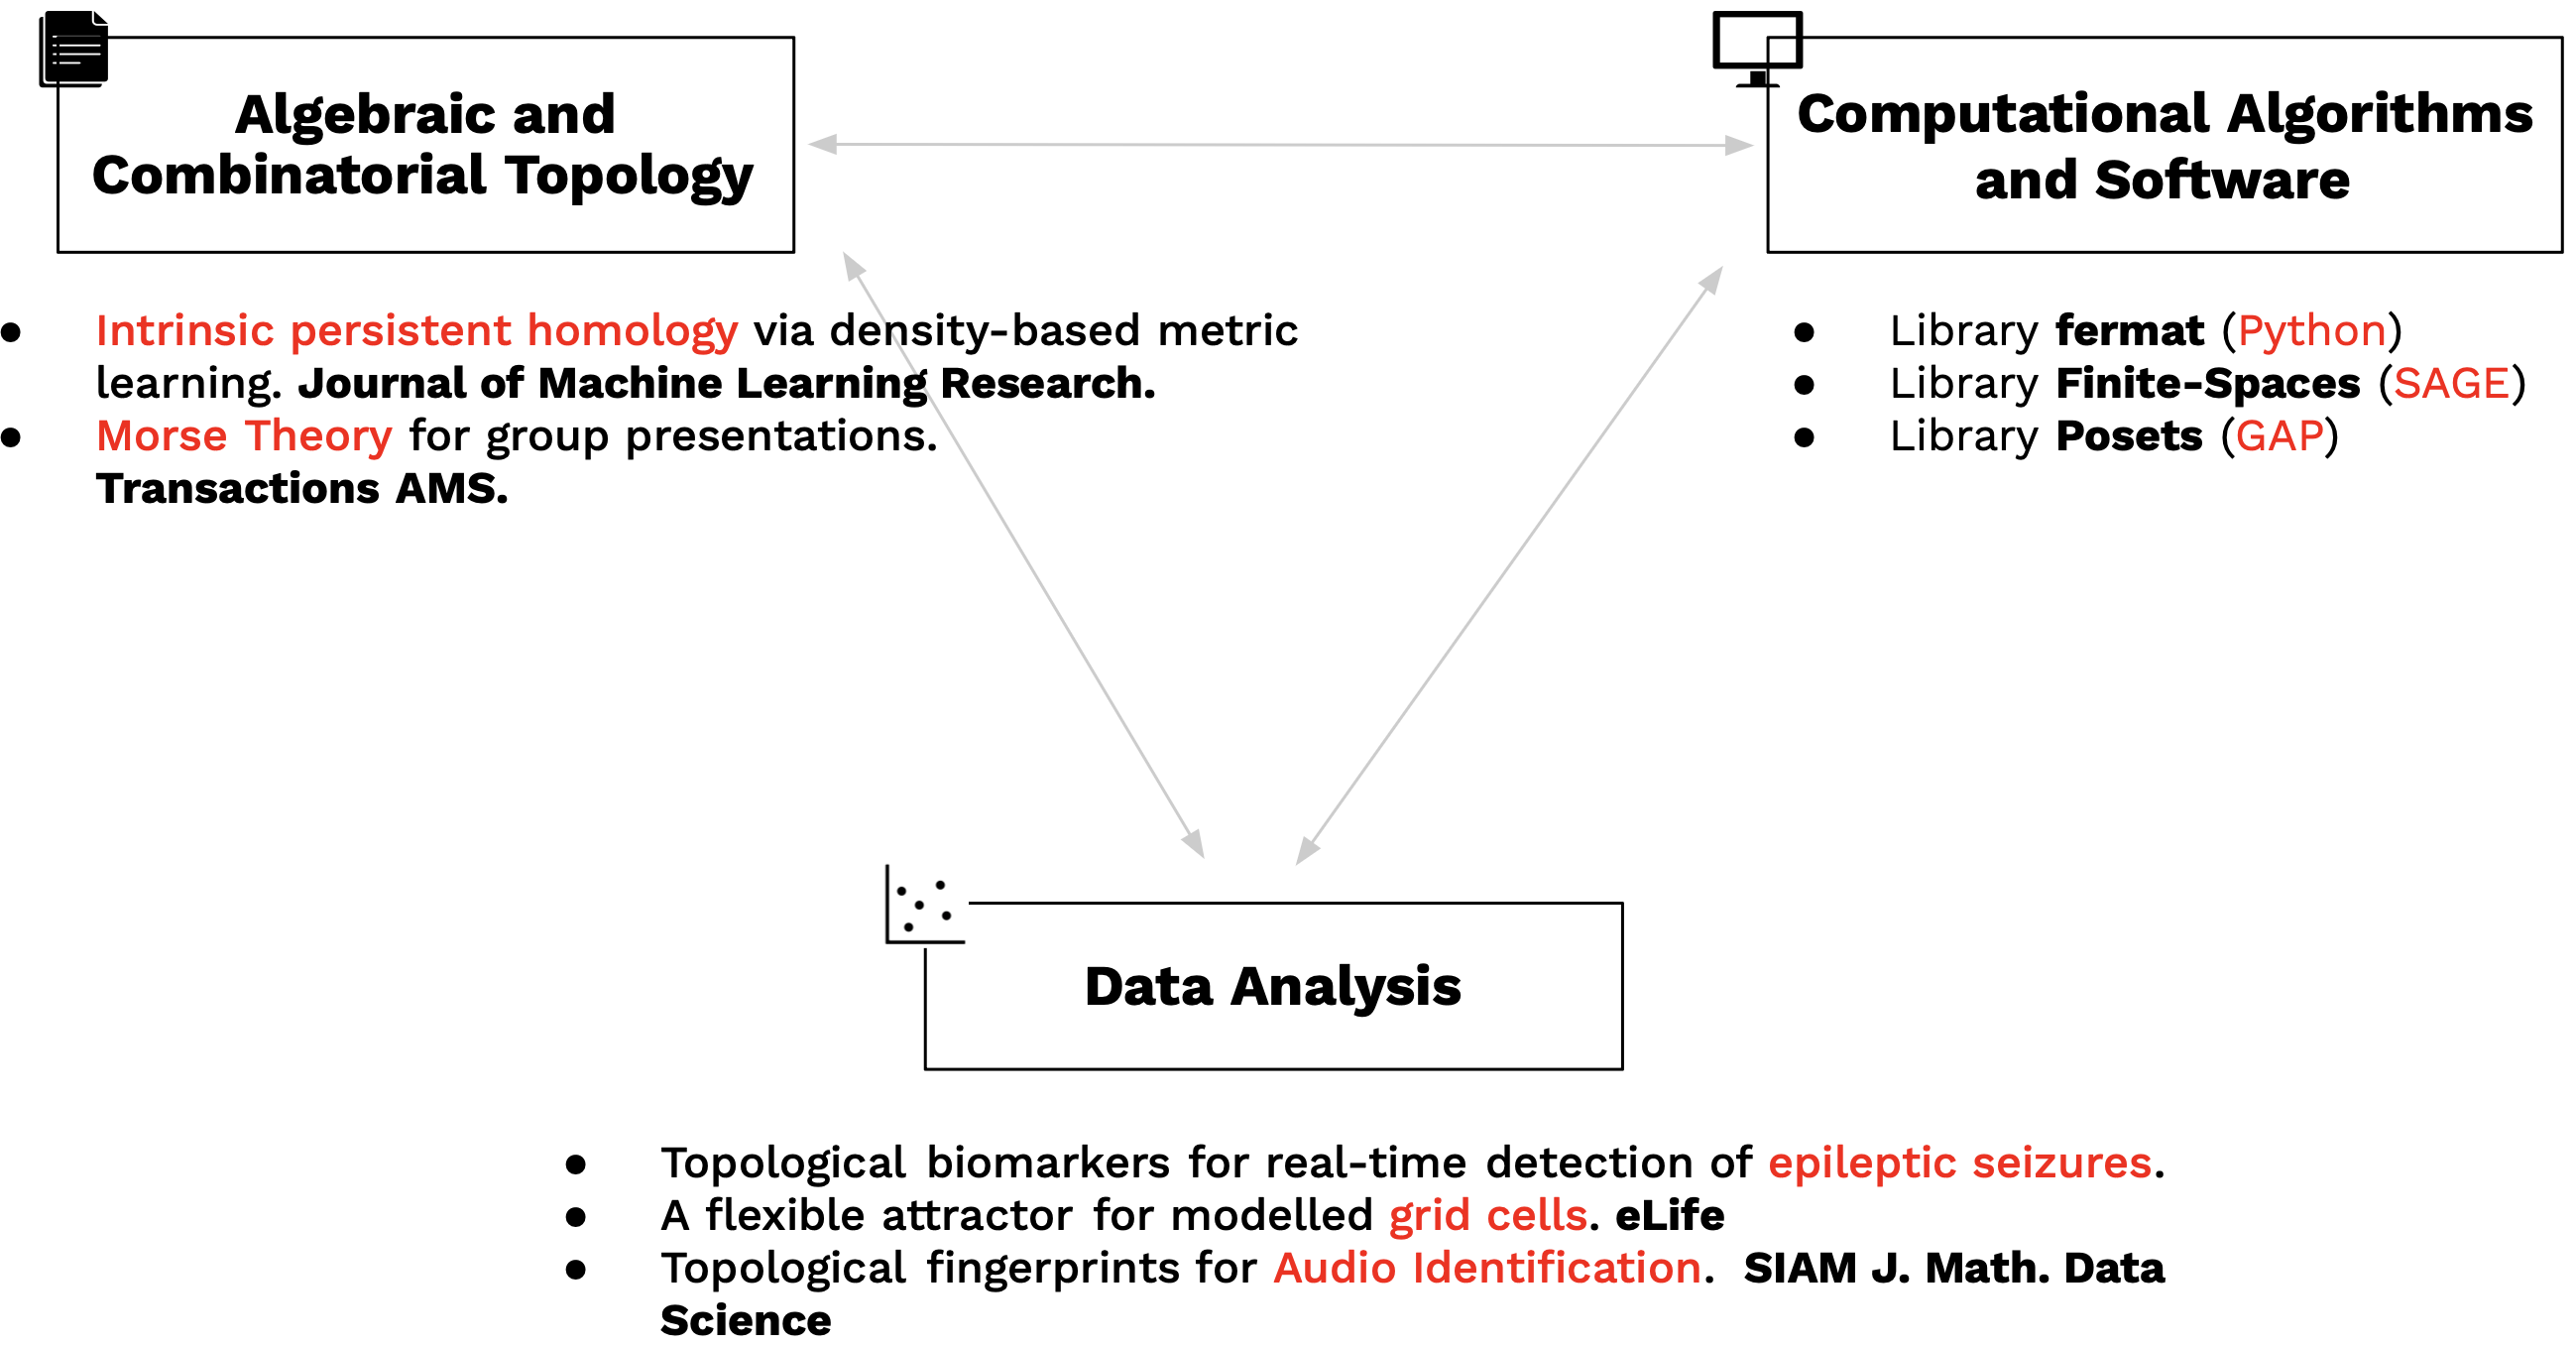 Algebraic and
Combinatorial Topology
Computational Algorithms
and Software
● Intrinsic persistent homology via density-based metric
learning. Journal of Machine Learning Research.
● Morse Theory for group presentations.
Transactions AMS.
● Library fermat (Python)
● Library Finite-Spaces (SAGE)
● Library Posets (GAP)
Data Analysis
● Topological biomarkers for real-time detection of epileptic seizures.
● A flexible attractor for modelled grid cells. eLife
● Topological fingerprints for Audio Identification. SIAM J. Math. Data
Science